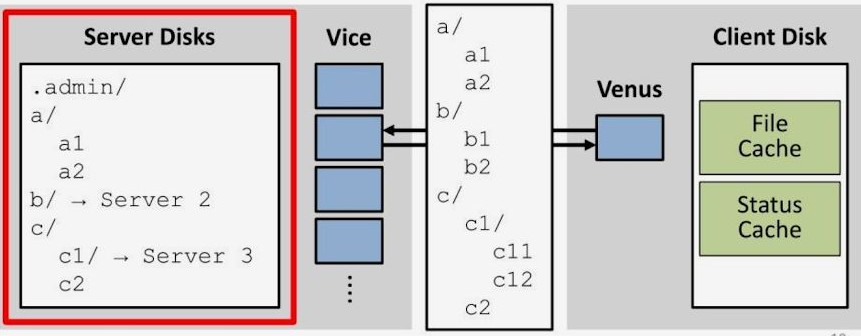 Server Disks
.admin/
a/
a1
a2
b/ → Server 2
c/
c1/ → Server 3
c2
Vice
a/
a1
a2
b/
b1
b2
c/
c1/
c11
c12
c2
Venus
Client Disk
File
Cache
Status
Cache